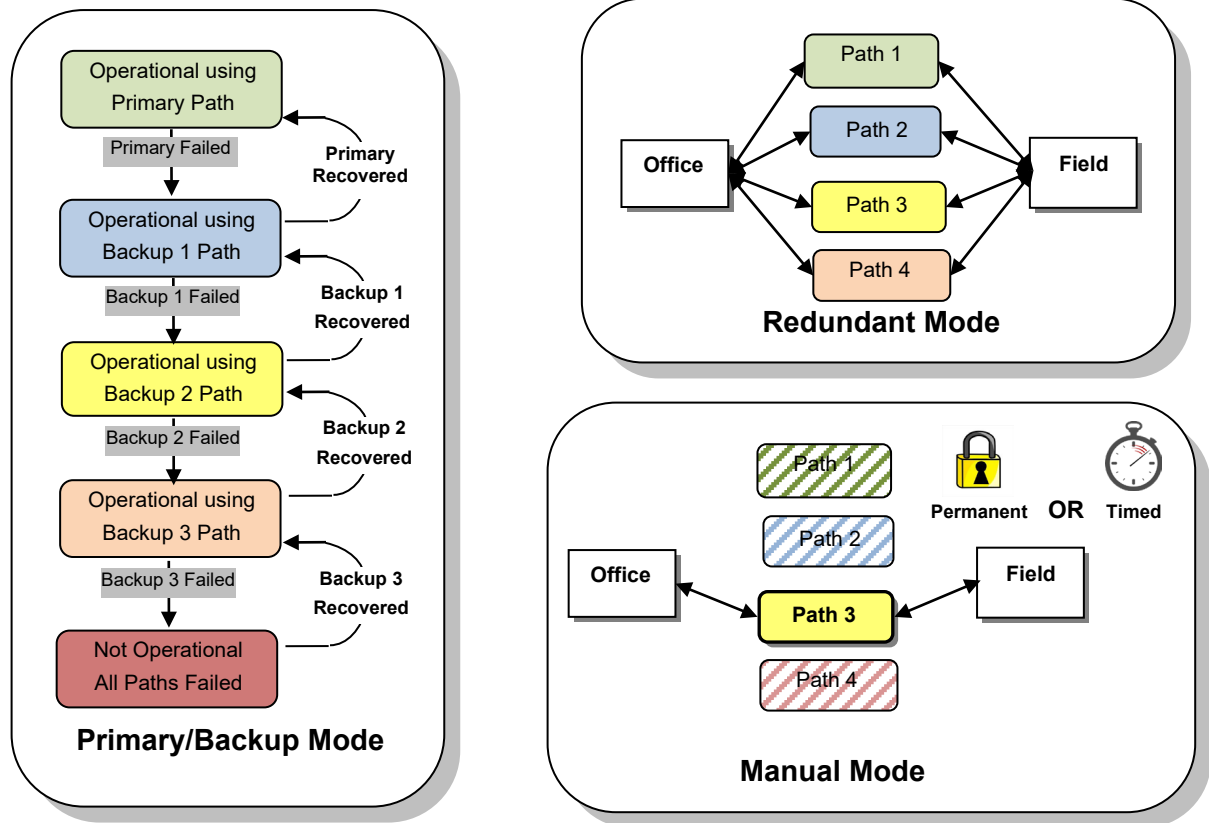 Operational using
Primary Path
Primary Failed
Primary
Recovered
Operational using
Backup 1 Path
Backup 1 Failed
Backup 1
Recovered
Operational using
Backup 2 Path
Backup 2 Failed
Backup 2
Recovered
Operational using
Backup 3 Path
Backup 3 Failed
Backup 3
Recovered
Not Operational
All Paths Failed
Primary/Backup Mode
Path 1
Path 2
Office
Field
Path 3
Path 4
Redundant Mode
Path 1
Permanent OR Timed
Path 2
Office
Field
Path 3
Path 4
Manual Mode